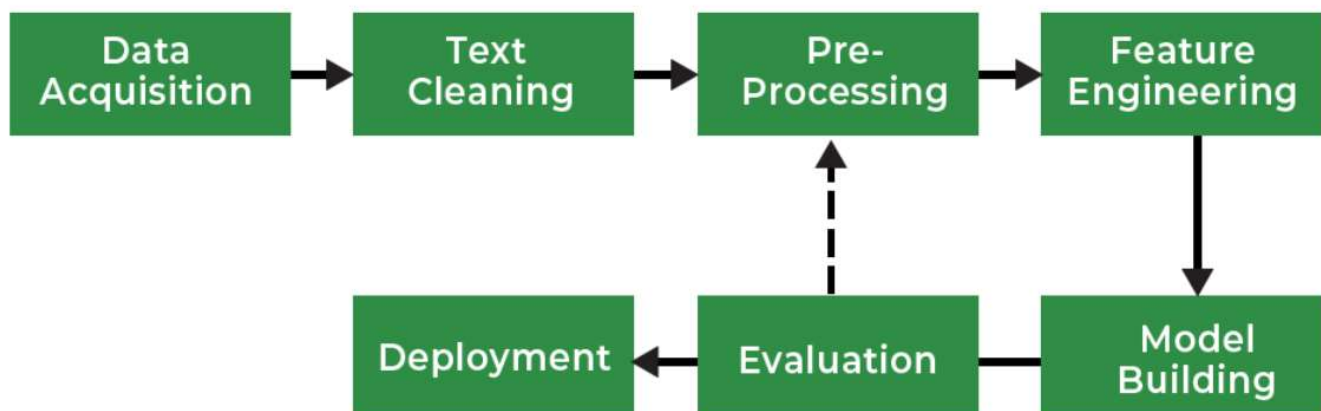 Data
Acquisition
Text
Cleaning
Pre-
Processing
Feature
Engineering
Deployment
Evaluation
Model
Building